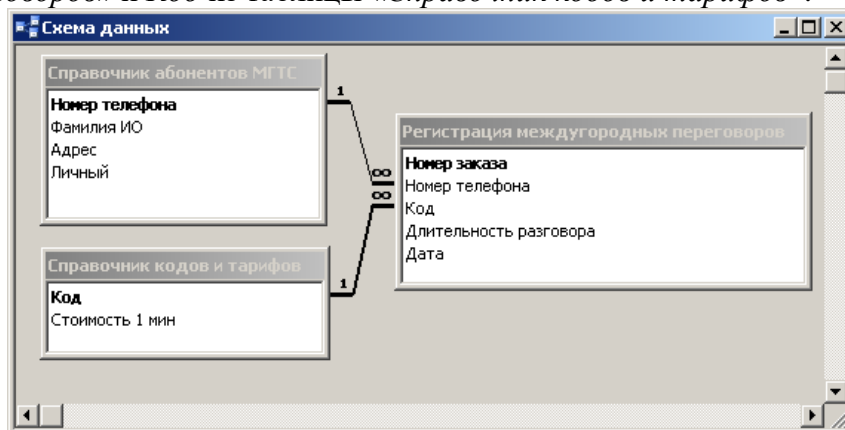 Схема данных
Справочник абонентов МГТС
Номер телефона
Фамилия ИО
Адрес
Личный
1
∞
∞
1
Регистрация междугородных переговоров
Номер заказа
Номер телефона
Код
Длительность разговора
Дата
Справочник кодов и тарифов
Код
Стоимость 1 мин